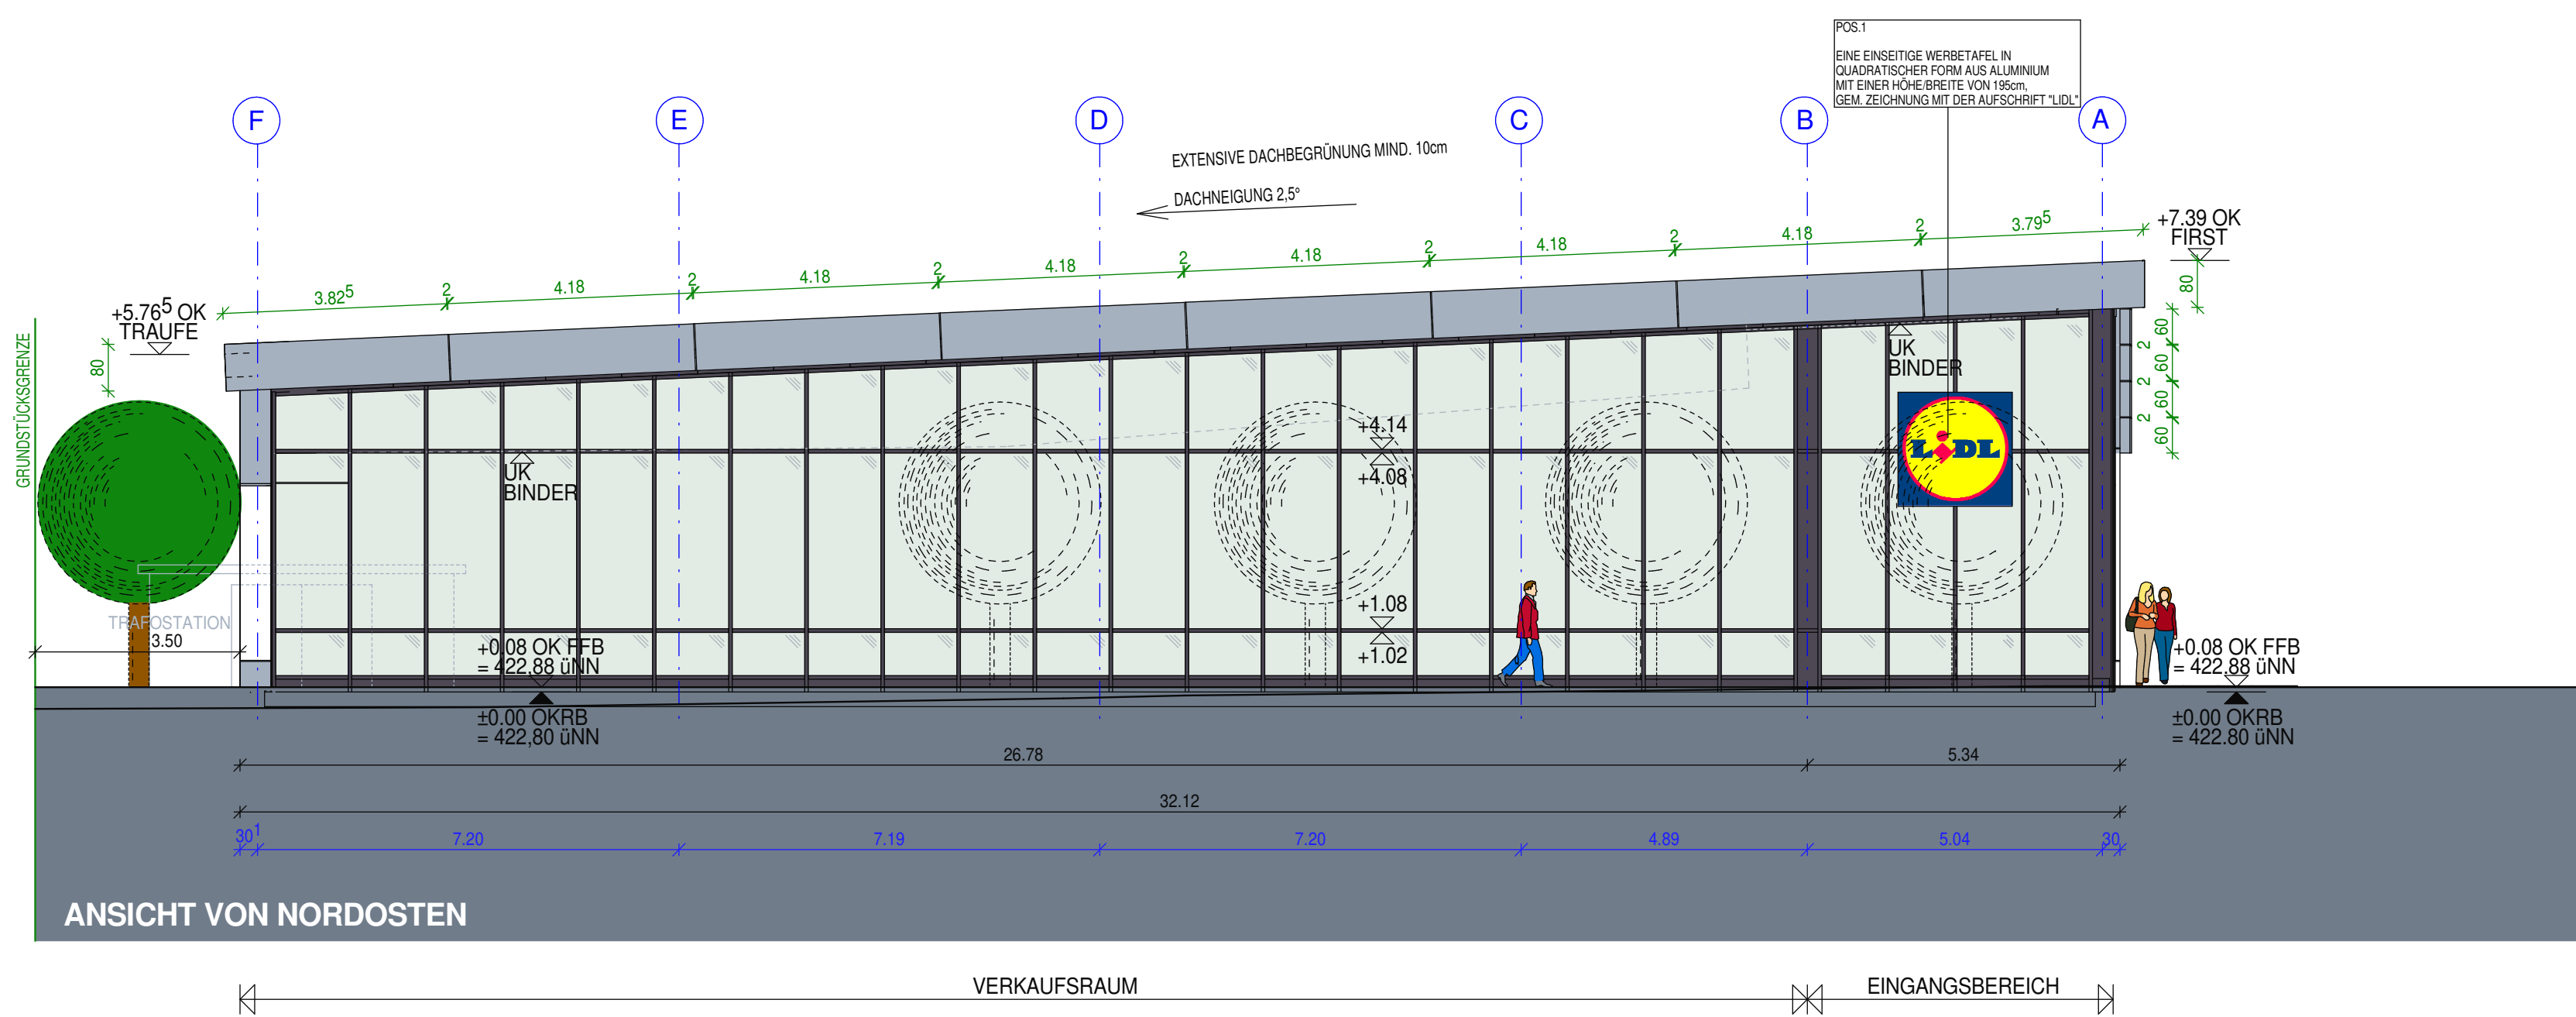 POS.1
EINE EINSEITIGE WERBETAFEL IN
QUADRATISCHER FORM AUS ALUMINIUM
MIT EINER HÖHE/BREITE VON 195cm,
GEM. ZEICHNUNG MIT DER AUFSCHRIFT "LIDL"
F E D C B A
EXTENSIVE DACHBEGRÜNUNG MIND. 10cm
DACHNEIGUNG 2,5°
+7.39 OK
FIRST
3.82⁵ 2 4.18 2 4.18 2 4.18 2 4.18 2 4.18 2 4.18 2 3.79⁵
80
+5.76⁵ OK
TRAUFE
80
GRUNDSTÜCKSGRENZE
60
2
60
2
60
2
60
UK
BINDER
UK
BINDER
LIDL
+4.14
+4.08
+1.08
+1.02
TRAFOSTATION
3.50
+0.08 OK FFB
= 422.88 üNN
±0.00 OKRB
= 422,80 üNN
+0.08 OK FFB
= 422.88 üNN
±0.00 OKRB
= 422.80 üNN
26.78 5.34
32.12
30¹ 7.20 7.19 7.20 4.89 5.04 30
ANSICHT VON NORDOSTEN
VERKAUFSRAUM EINGANGSBEREICH